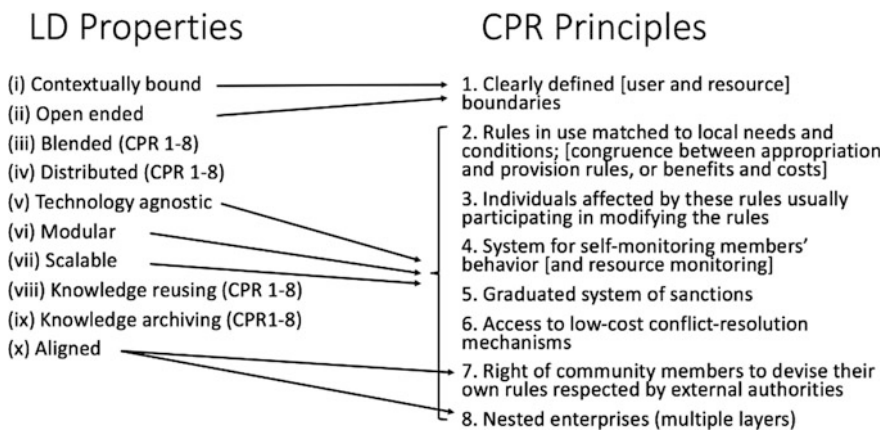 LD Properties
CPR Principles
(i) Contextually bound
(ii) Open ended
(iii) Blended (CPR 1-8)
(iv) Distributed (CPR 1-8)
(v) Technology agnostic
(vi) Modular
(vii) Scalable
(viii) Knowledge reusing (CPR 1-8)
(ix) Knowledge archiving (CPR1-8)
(x) Aligned
1. Clearly defined [user and resource]
boundaries
2. Rules in use matched to local needs and
conditions; [congruence between appropriation
and provision rules, or benefits and costs]
3. Individuals affected by these rules usually
participating in modifying the rules
4. System for self-monitoring members’
behavior [and resource monitoring]
5. Graduated system of sanctions
6. Access to low-cost conflict-resolution
mechanisms
7. Right of community members to devise their
own rules respected by external authorities
8. Nested enterprises (multiple layers)